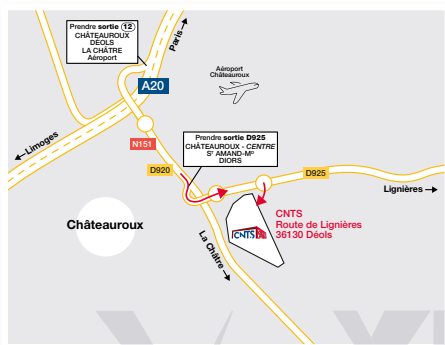 Prendre sortie 12
CHÂTEAUROUX
DÉOLS
LA CHÂTRE
Aéroport
Paris
A20
Aéroport
Châteauroux
Limoges
N151
Prendre sortie D925
CHÂTEAUROUX - CENTRE
Sᵀ AMAND-Mᴰ
DIORS
D920
D925
Lignières
Châteauroux
CNTS
Route de Lignières
36130 Déols
CNTS
La Châtre